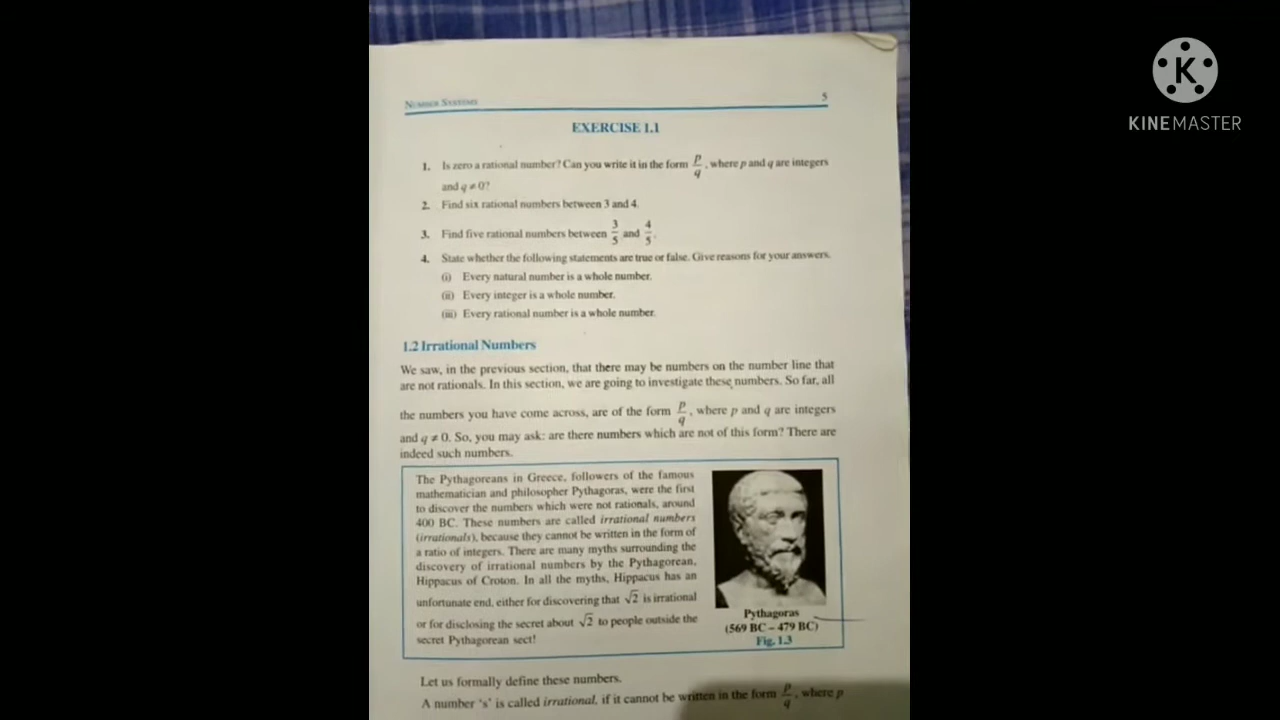 NUMBER SYSTEMS 5
EXERCISE 1.1
1. Is zero a rational number? Can you write it in the form p/q, where p and q are integers
and q ≠ 0?
2. Find six rational numbers between 3 and 4.
3. Find five rational numbers between 3/5 and 4/5.
4. State whether the following statements are true or false. Give reasons for your answers.
(i) Every natural number is a whole number.
(ii) Every integer is a whole number.
(iii) Every rational number is a whole number.
1.2 Irrational Numbers
We saw, in the previous section, that there may be numbers on the number line that
are not rationals. In this section, we are going to investigate these numbers. So far, all
the numbers you have come across, are of the form p/q, where p and q are integers
and q ≠ 0. So, you may ask: are there numbers which are not of this form? There are
indeed such numbers.
The Pythagoreans in Greece, followers of the famous
mathematician and philosopher Pythagoras, were the first
to discover the numbers which were not rationals, around
400 BC. These numbers are called irrational numbers
(irrationals), because they cannot be written in the form of
a ratio of integers. There are many myths surrounding the
discovery of irrational numbers by the Pythagorean,
Hippacus of Croton. In all the myths, Hippacus has an
unfortunate end, either for discovering that √2 is irrational
or for disclosing the secret about √2 to people outside the
secret Pythagorean sect!
Pythagoras
(569 BC – 479 BC)
Fig. 1.3
Let us formally define these numbers.
A number 's' is called irrational, if it cannot be written in the form p/q, where p
K
KINEMASTER